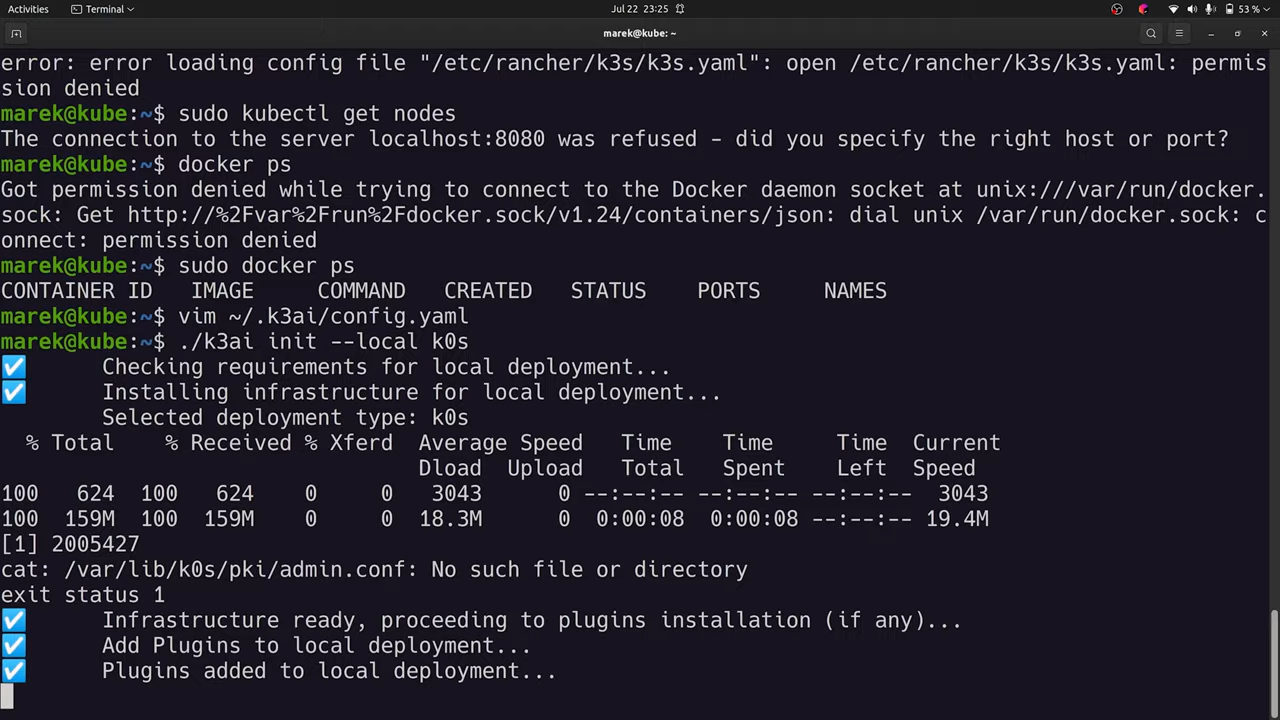 Activities Terminal Jul 22 23:25 53 %
marek@kube: ~
error: error loading config file "/etc/rancher/k3s/k3s.yaml": open /etc/rancher/k3s/k3s.yaml: permis
sion denied
marek@kube:~$ sudo kubectl get nodes
The connection to the server localhost:8080 was refused - did you specify the right host or port?
marek@kube:~$ docker ps
Got permission denied while trying to connect to the Docker daemon socket at unix:///var/run/docker.
sock: Get http://%2Fvar%2Frun%2Fdocker.sock/v1.24/containers/json: dial unix /var/run/docker.sock: c
onnect: permission denied
marek@kube:~$ sudo docker ps
CONTAINER ID IMAGE COMMAND CREATED STATUS PORTS NAMES
marek@kube:~$ vim ~/.k3ai/config.yaml
marek@kube:~$ ./k3ai init --local k0s
Checking requirements for local deployment...
Installing infrastructure for local deployment...
Selected deployment type: k0s
% Total % Received % Xferd Average Speed Time Time Time Current
Dload Upload Total Spent Left Speed
100 624 100 624 0 0 3043 0 --:--:-- --:--:-- --:--:-- 3043
100 159M 100 159M 0 0 18.3M 0 0:00:08 0:00:08 --:--:-- 19.4M
[1] 2005427
cat: /var/lib/k0s/pki/admin.conf: No such file or directory
exit status 1
Infrastructure ready, proceeding to plugins installation (if any)...
Add Plugins to local deployment...
Plugins added to local deployment...